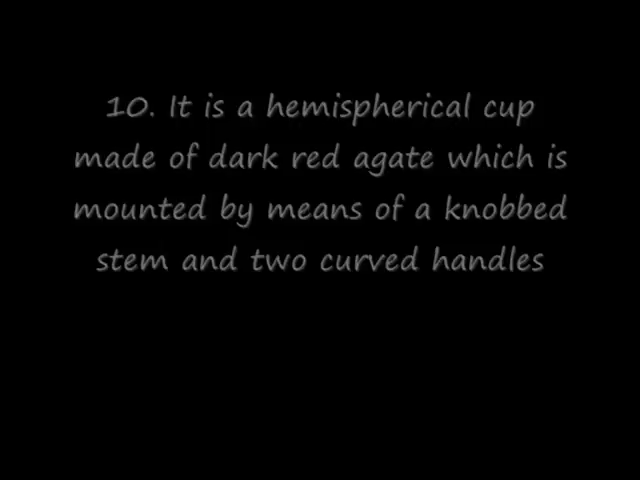 10. It is a hemispherical cup
made of dark red agate which is
mounted by means of a knobbed
stem and two curved handles